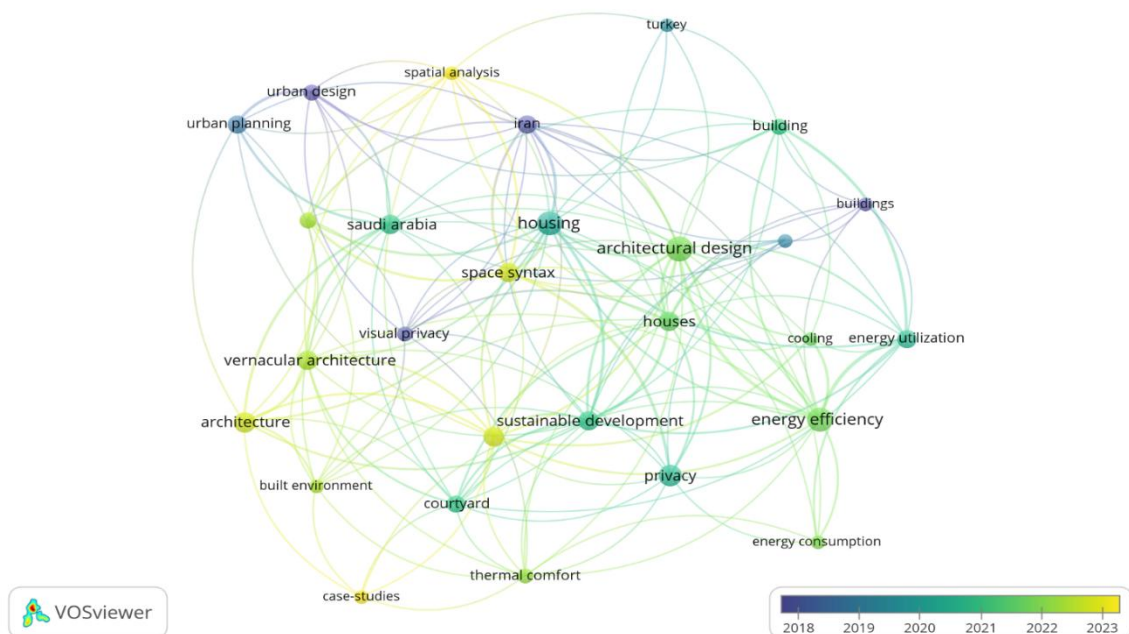 turkey
spatial analysis
urban design
urban planning
iran
building
buildings
saudi arabia
housing
architectural design
space syntax
visual privacy
houses
cooling
energy utilization
vernacular architecture
architecture
sustainable development
energy efficiency
built environment
courtyard
privacy
energy consumption
thermal comfort
case-studies
VOSviewer
2018 2019 2020 2021 2022 2023